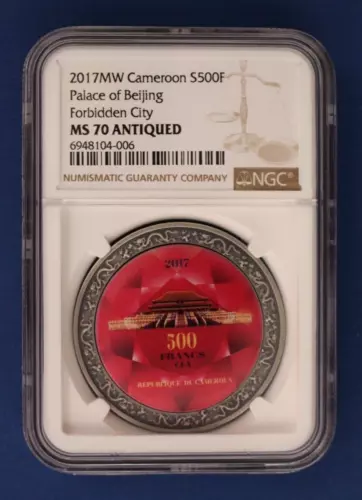 2017MW Cameroon S500F
Palace of Beijing
Forbidden City
MS 70 ANTIQUED
6948104-006
NUMISMATIC GUARANTY COMPANY
NGC
2017
500
FRANCS
CFA
REPUBLIQUE DU CAMEROUN